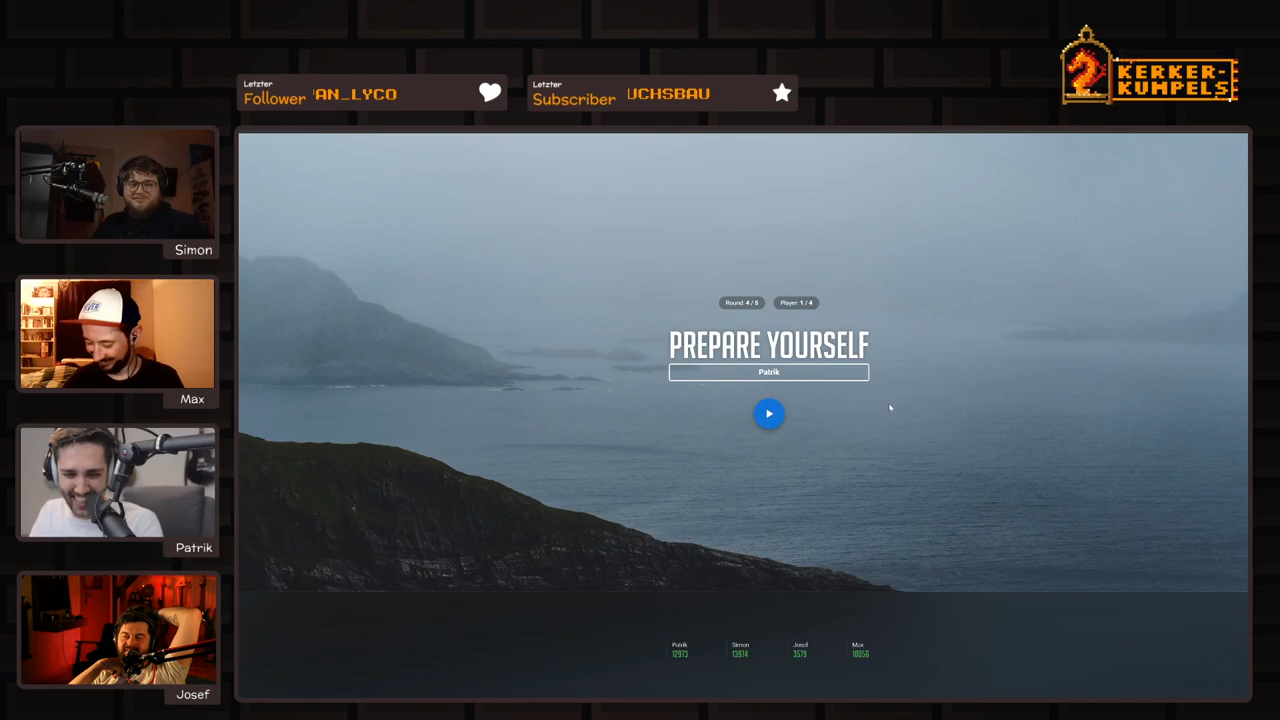 Letzter
Follower AN_LYCO
Letzter
Subscriber UCHSBAU
KERKER-
KUMPELS
Simon
Max
Patrik
Josef
Round: 4 / 5 Player: 1 / 4
PREPARE YOURSELF
Patrik
Patrik Simon Josef Max
12973 13974 3579 10056